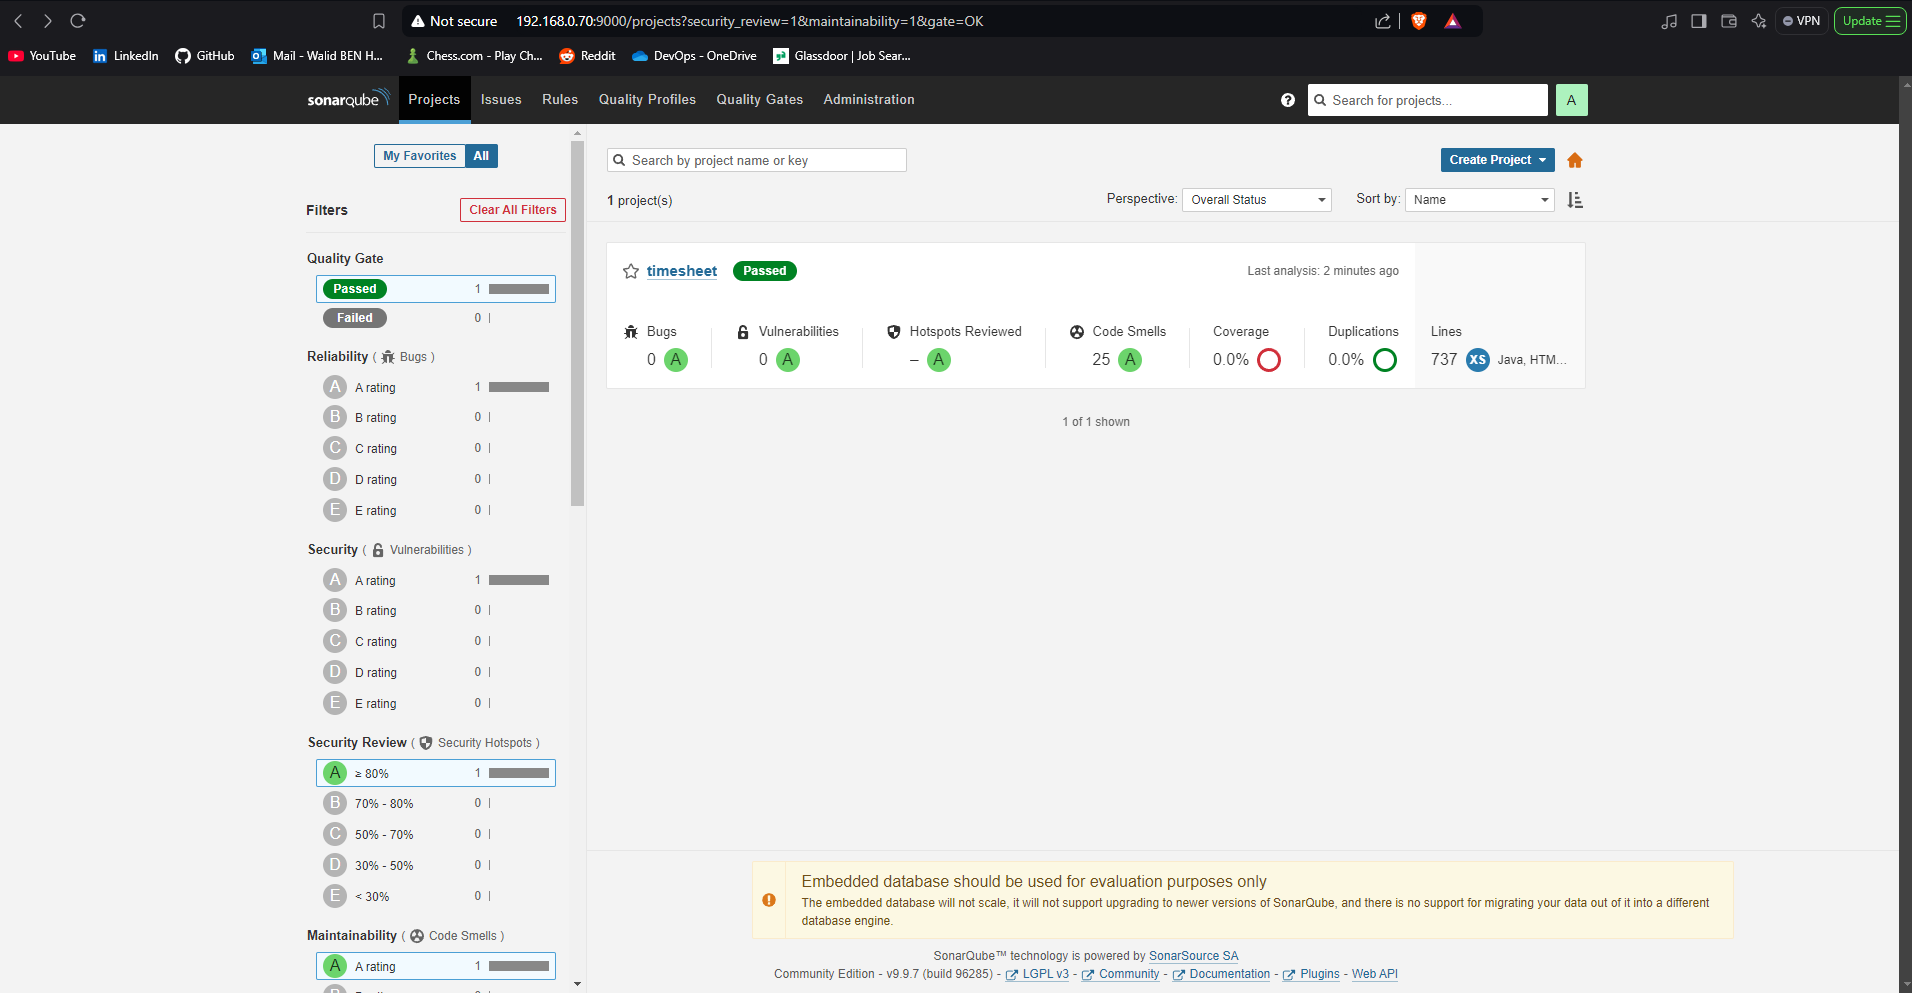 Not secure 192.168.0.70:9000/projects?security_review=1&maintainability=1&gate=OK
VPN
Update
YouTube LinkedIn GitHub Mail - Walid BEN H... Chess.com - Play Ch... Reddit DevOps - OneDrive Glassdoor | Job Sear...
sonarqube Projects Issues Rules Quality Profiles Quality Gates Administration
? Search for projects... A
My Favorites All
Filters Clear All Filters
Quality Gate
Passed 1
Failed 0
Reliability ( Bugs )
A A rating 1
B B rating 0
C C rating 0
D D rating 0
E E rating 0
Security ( Vulnerabilities )
A A rating 1
B B rating 0
C C rating 0
D D rating 0
E E rating 0
Security Review ( Security Hotspots )
A ≥ 80% 1
B 70% - 80% 0
C 50% - 70% 0
D 30% - 50% 0
E < 30% 0
Maintainability ( Code Smells )
A A rating 1
Search by project name or key
Create Project
1 project(s)
Perspective: Overall Status
Sort by: Name
timesheet Passed
Last analysis: 2 minutes ago
Bugs Vulnerabilities Hotspots Reviewed Code Smells Coverage Duplications Lines
0 A 0 A – A 25 A 0.0% 0.0% 737 XS Java, HTM...
1 of 1 shown
Embedded database should be used for evaluation purposes only
The embedded database will not scale, it will not support upgrading to newer versions of SonarQube, and there is no support for migrating your data out of it into a different
database engine.
SonarQube™ technology is powered by SonarSource SA
Community Edition - v9.9.7 (build 96285) - LGPL v3 - Community - Documentation - Plugins - Web API